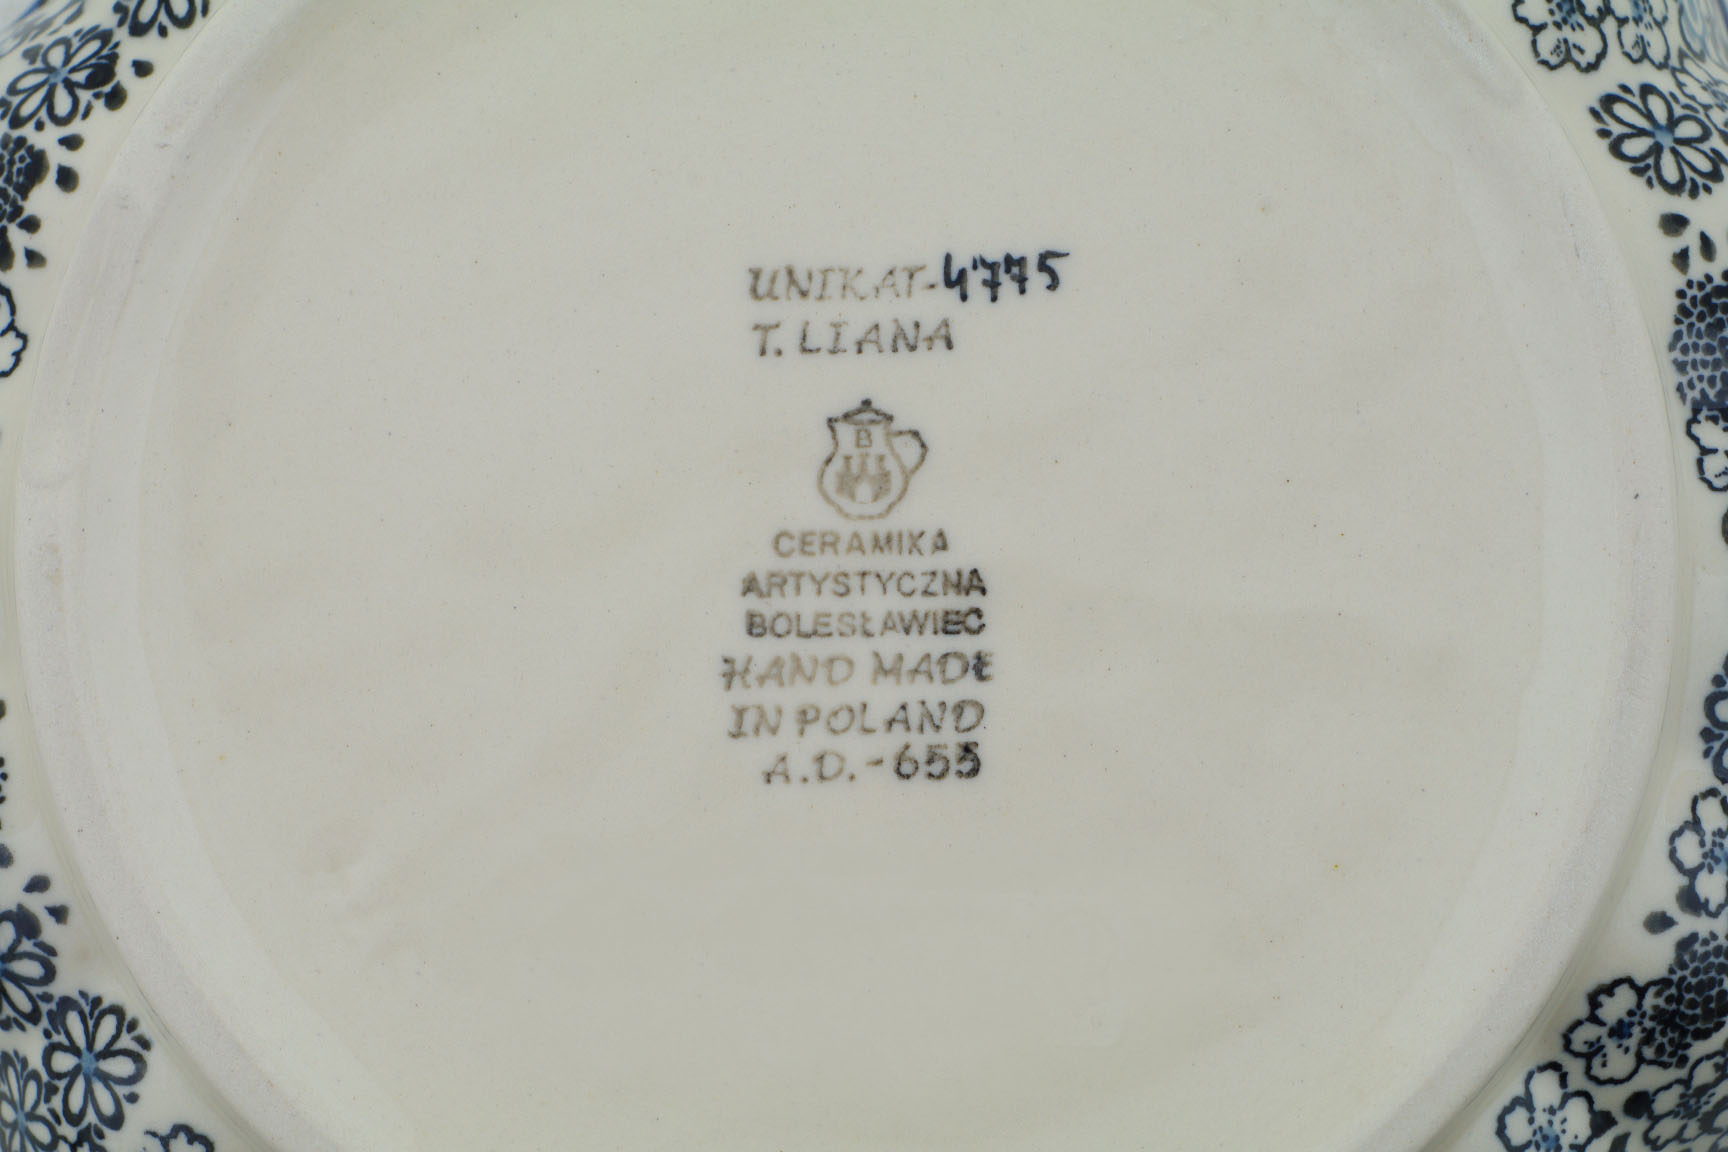 UNIKAT-4775
T. LIANA
B
CERAMIKA
ARTYSTYCZNA
BOLESŁAWIEC
HAND MADE
IN POLAND
A.D.-655